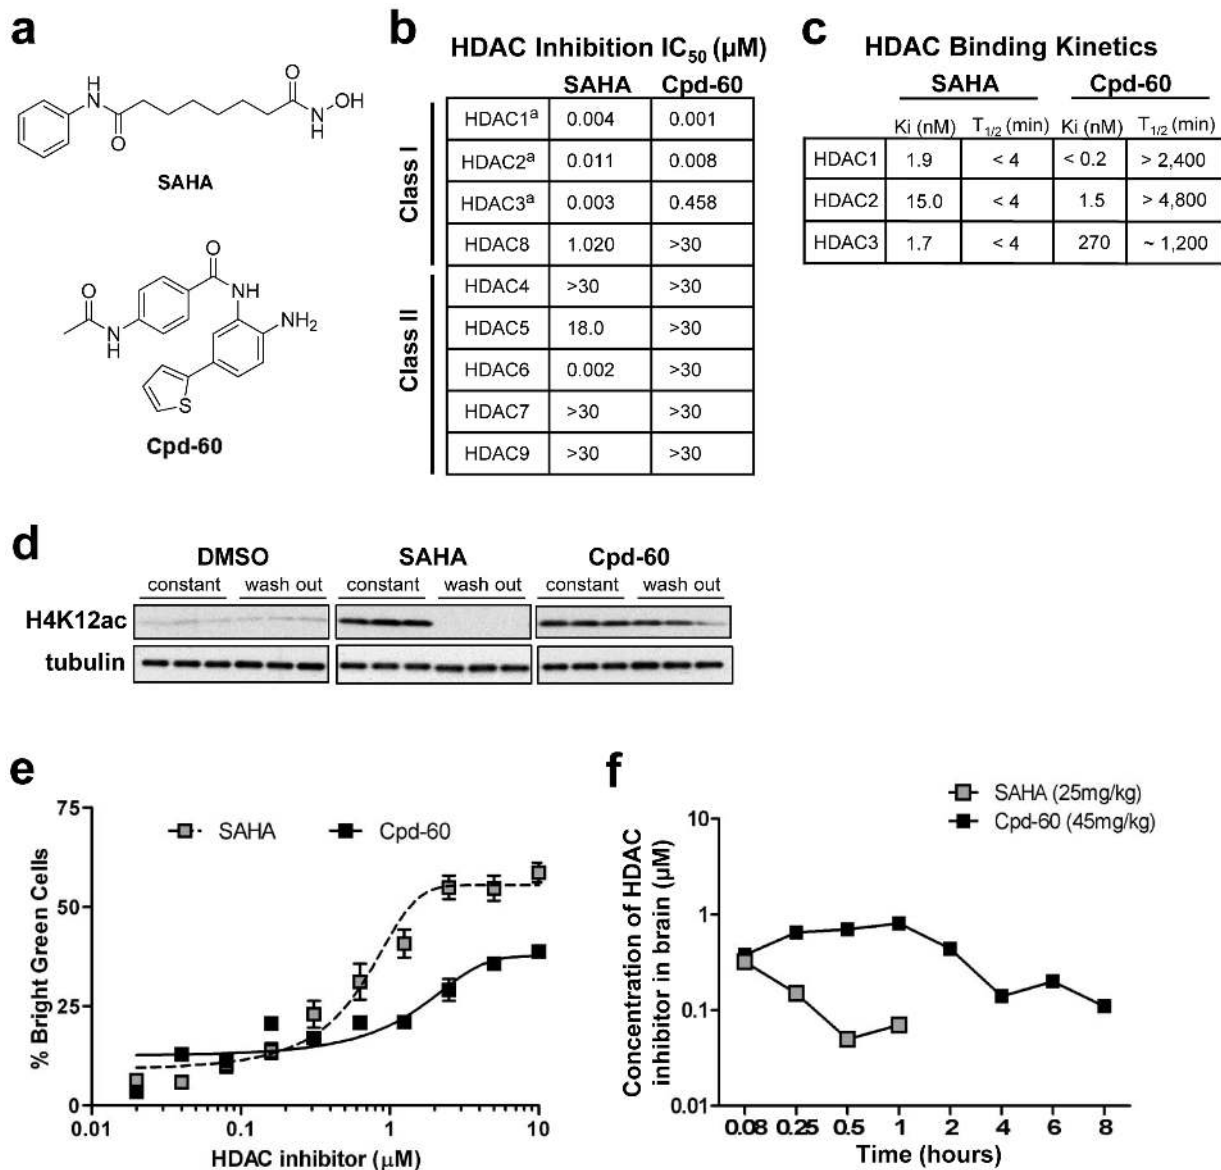 a
H
N
O
O
N
H
OH
SAHA
O
O
N
H
NH
NH₂
S
Cpd-60
b
HDAC Inhibition IC₅₀ (µM)
SAHA Cpd-60
Class I
HDAC1ᵃ 0.004 0.001
HDAC2ᵃ 0.011 0.008
HDAC3ᵃ 0.003 0.458
HDAC8 1.020 >30
Class II
HDAC4 >30 >30
HDAC5 18.0 >30
HDAC6 0.002 >30
HDAC7 >30 >30
HDAC9 >30 >30
c
HDAC Binding Kinetics
SAHA Cpd-60
Ki (nM) T₁/₂ (min) Ki (nM) T₁/₂ (min)
HDAC1 1.9 < 4 < 0.2 > 2,400
HDAC2 15.0 < 4 1.5 > 4,800
HDAC3 1.7 < 4 270 ~ 1,200
d
DMSO SAHA Cpd-60
constant wash out constant wash out constant wash out
H4K12ac
tubulin
e
SAHA Cpd-60
% Bright Green Cells
75
50
25
0
0.01 0.1 1 10
HDAC inhibitor (µM)
f
SAHA (25mg/kg)
Cpd-60 (45mg/kg)
Concentration of HDAC
inhibitor in brain (µM)
10
1
0.1
0.01
0.08 0.25 0.5 1 2 4 6 8
Time (hours)